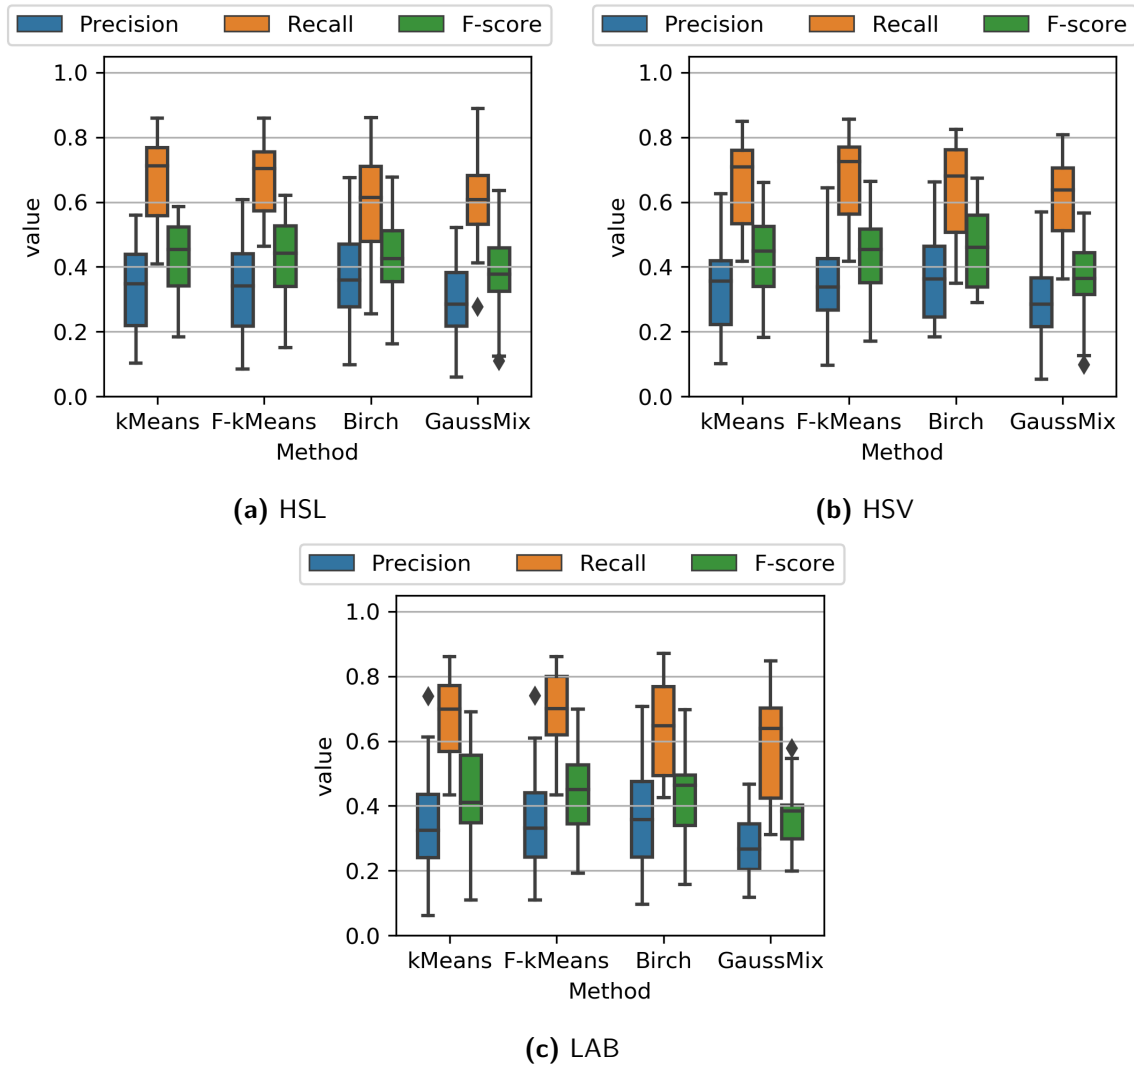 Precision Recall F-score
1.0
0.8
0.6
0.4
0.2
0.0
value
kMeans F-kMeans Birch GaussMix
Method
(a) HSL
Precision Recall F-score
1.0
0.8
0.6
0.4
0.2
0.0
value
kMeans F-kMeans Birch GaussMix
Method
(b) HSV
Precision Recall F-score
1.0
0.8
0.6
0.4
0.2
0.0
value
kMeans F-kMeans Birch GaussMix
Method
(c) LAB